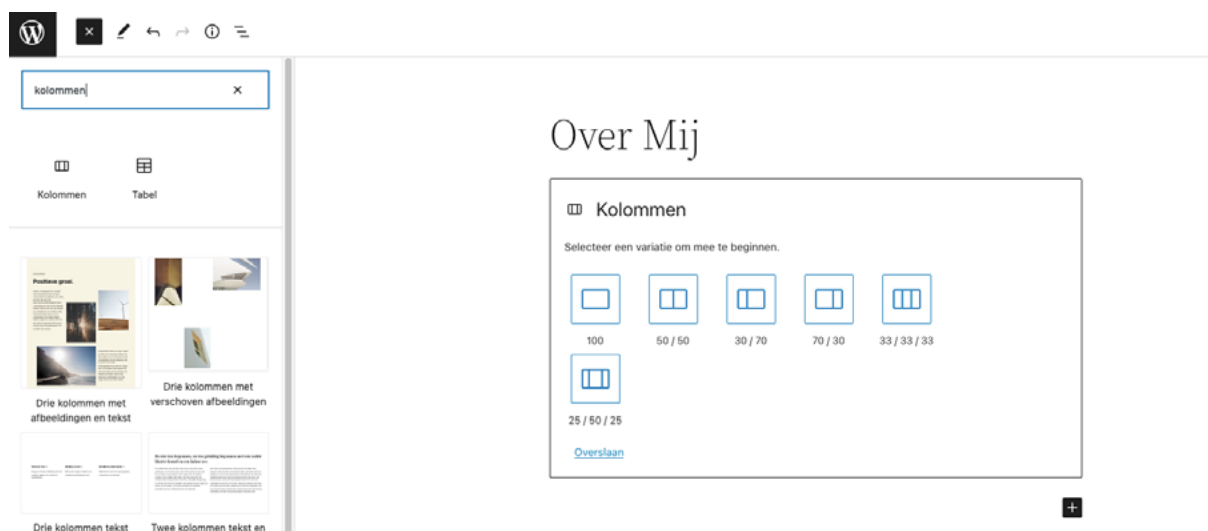 kolommen
Kolommen
Tabel
Positieve groei.
Drie kolommen met
afbeeldingen en tekst
Drie kolommen met
verschoven afbeeldingen
Drie kolommen tekst
Twee kolommen tekst en
Over Mij
Kolommen
Selecteer een variatie om mee te beginnen.
100
50 / 50
30 / 70
70 / 30
33 / 33 / 33
25 / 50 / 25
Overslaan